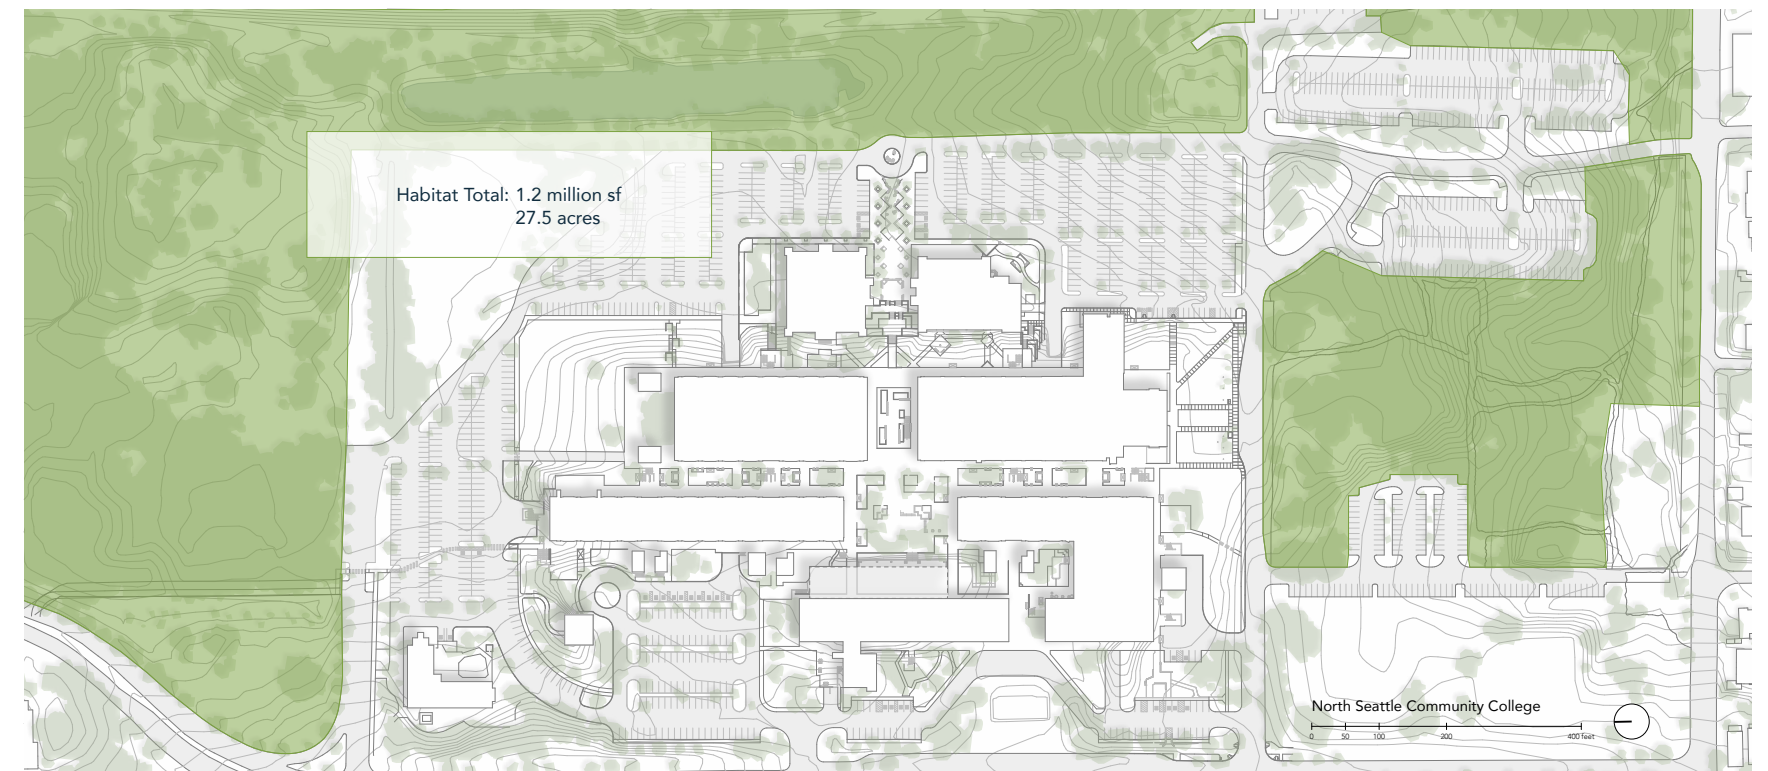 Habitat Total: 1.2 million sf
27.5 acres
North Seattle Community College
0 50 100 200 400 feet